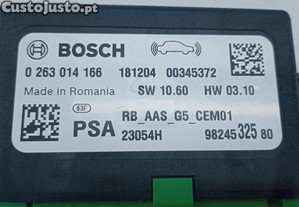 CustoJusto.pt
BOSCH
0 263 014 166 181204 00345372
Made in Romania SW 10.60 HW 03.10
53F
PSA RB_AAS_G5_CEM01
23054H 98245 325 80